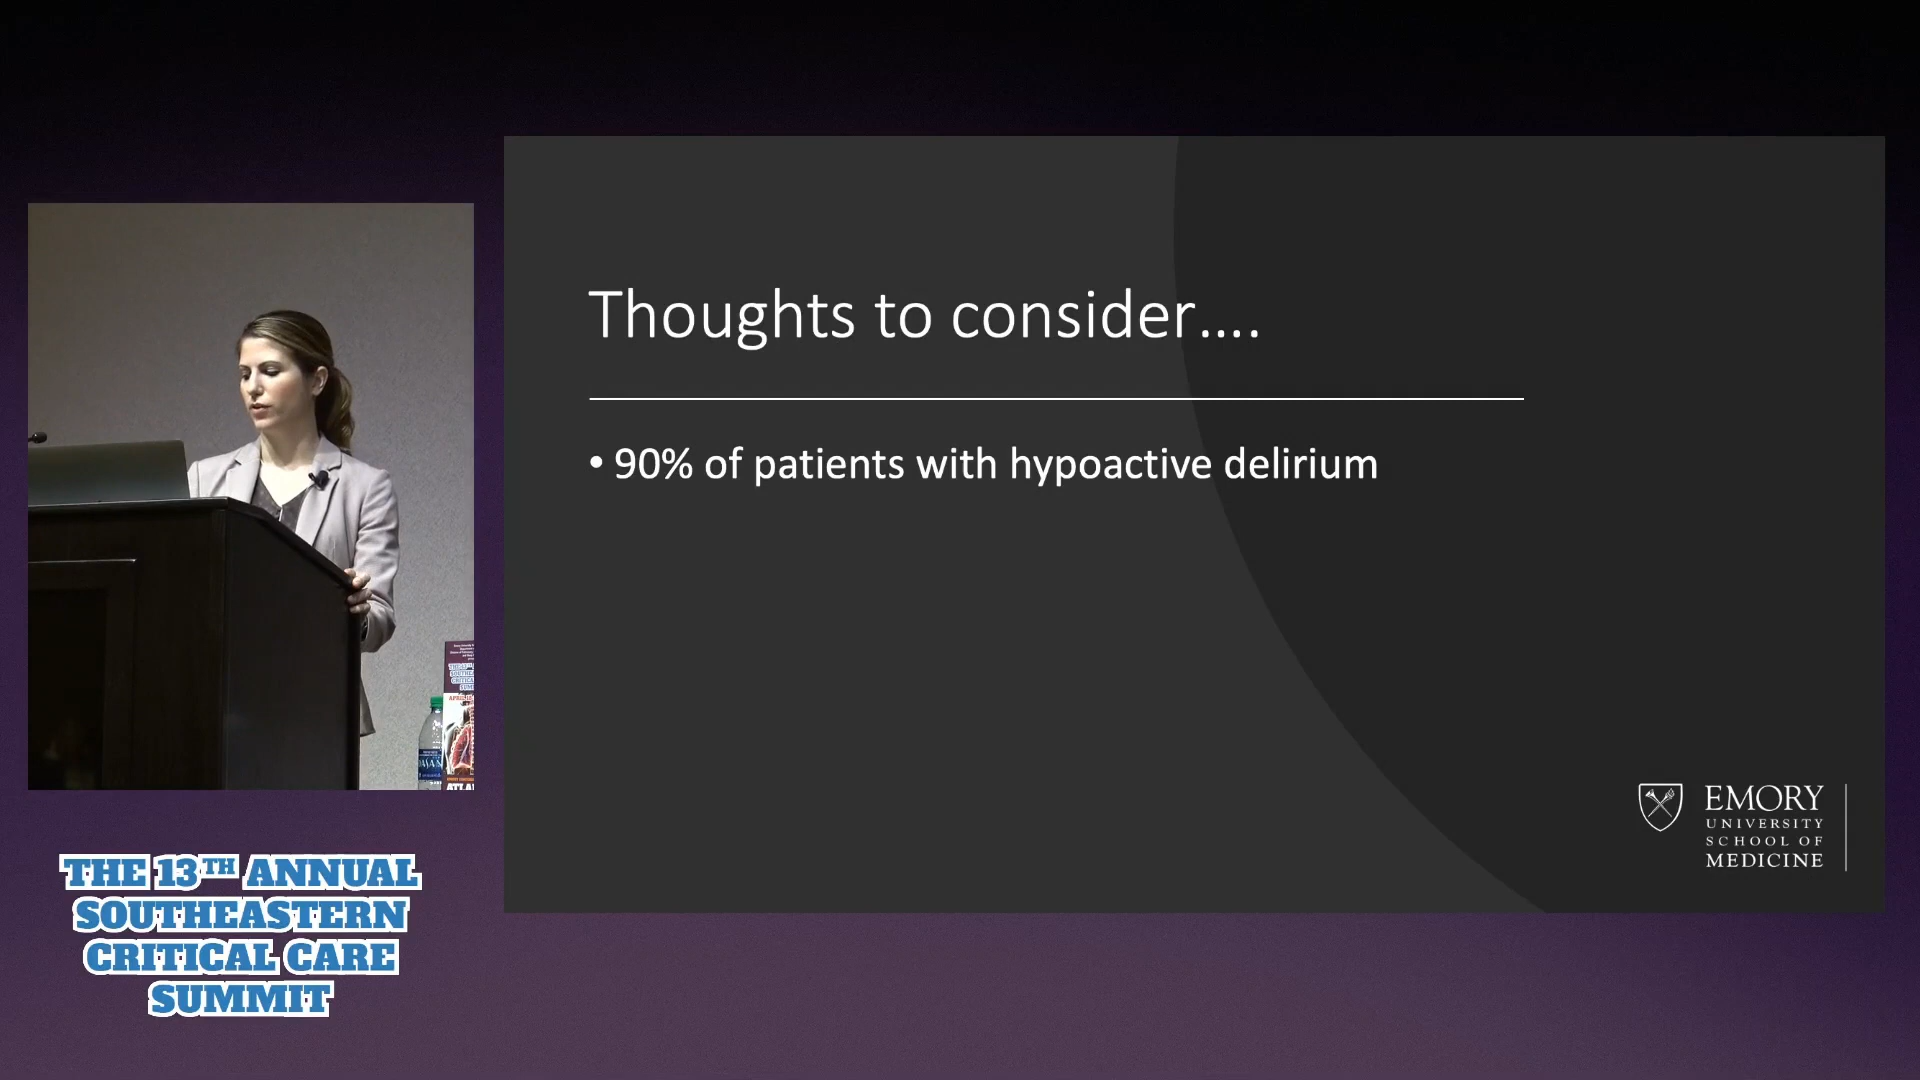 Thoughts to consider....
• 90% of patients with hypoactive delirium
EMORY
UNIVERSITY
SCHOOL OF
MEDICINE
THE 13TH ANNUAL
SOUTHEASTERN
CRITICAL CARE
SUMMIT